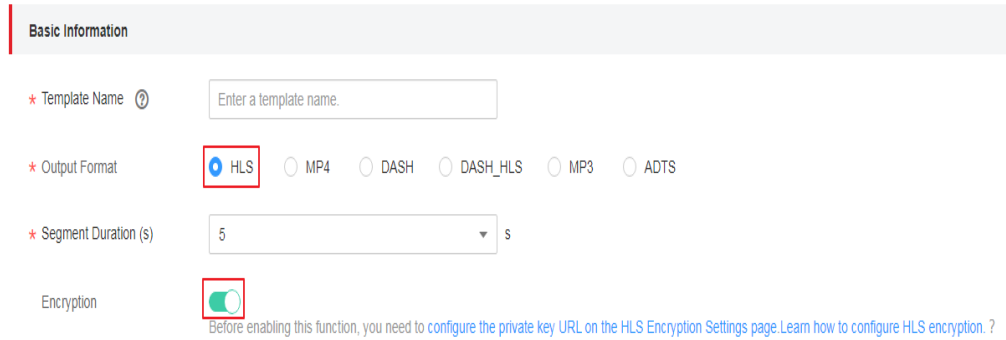 Basic Information
* Template Name ? Enter a template name.
* Output Format HLS MP4 DASH DASH_HLS MP3 ADTS
* Segment Duration (s) 5 s
Encryption
Before enabling this function, you need to configure the private key URL on the HLS Encryption Settings page.Learn how to configure HLS encryption. ?